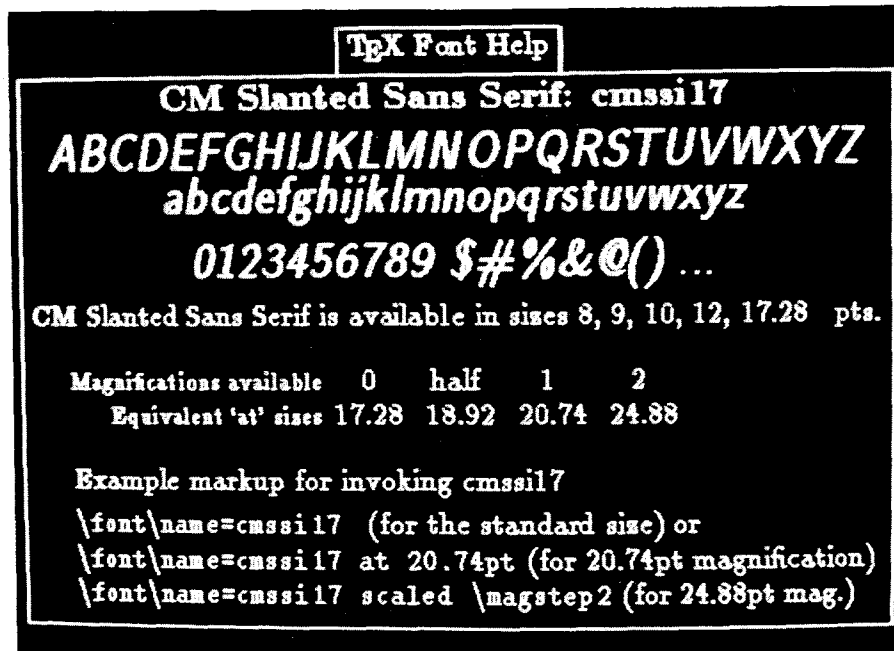 TEX Font Help
CM Slanted Sans Serif: cmssi17
ABCDEFGHIJKLMNOPQRSTUVWXYZ
abcdefghijklmnopqrstuvwxyz
0123456789 $#%&@() ...
CM Slanted Sans Serif is available in sizes 8, 9, 10, 12, 17.28 pts.
Magnifications available 0 half 1 2
Equivalent ‘at’ sizes 17.28 18.92 20.74 24.88
Example markup for invoking cmssi17
\font\name=cmssi17 (for the standard size) or
\font\name=cmssi17 at 20.74pt (for 20.74pt magnification)
\font\name=cmssi17 scaled \magstep2 (for 24.88pt mag.)